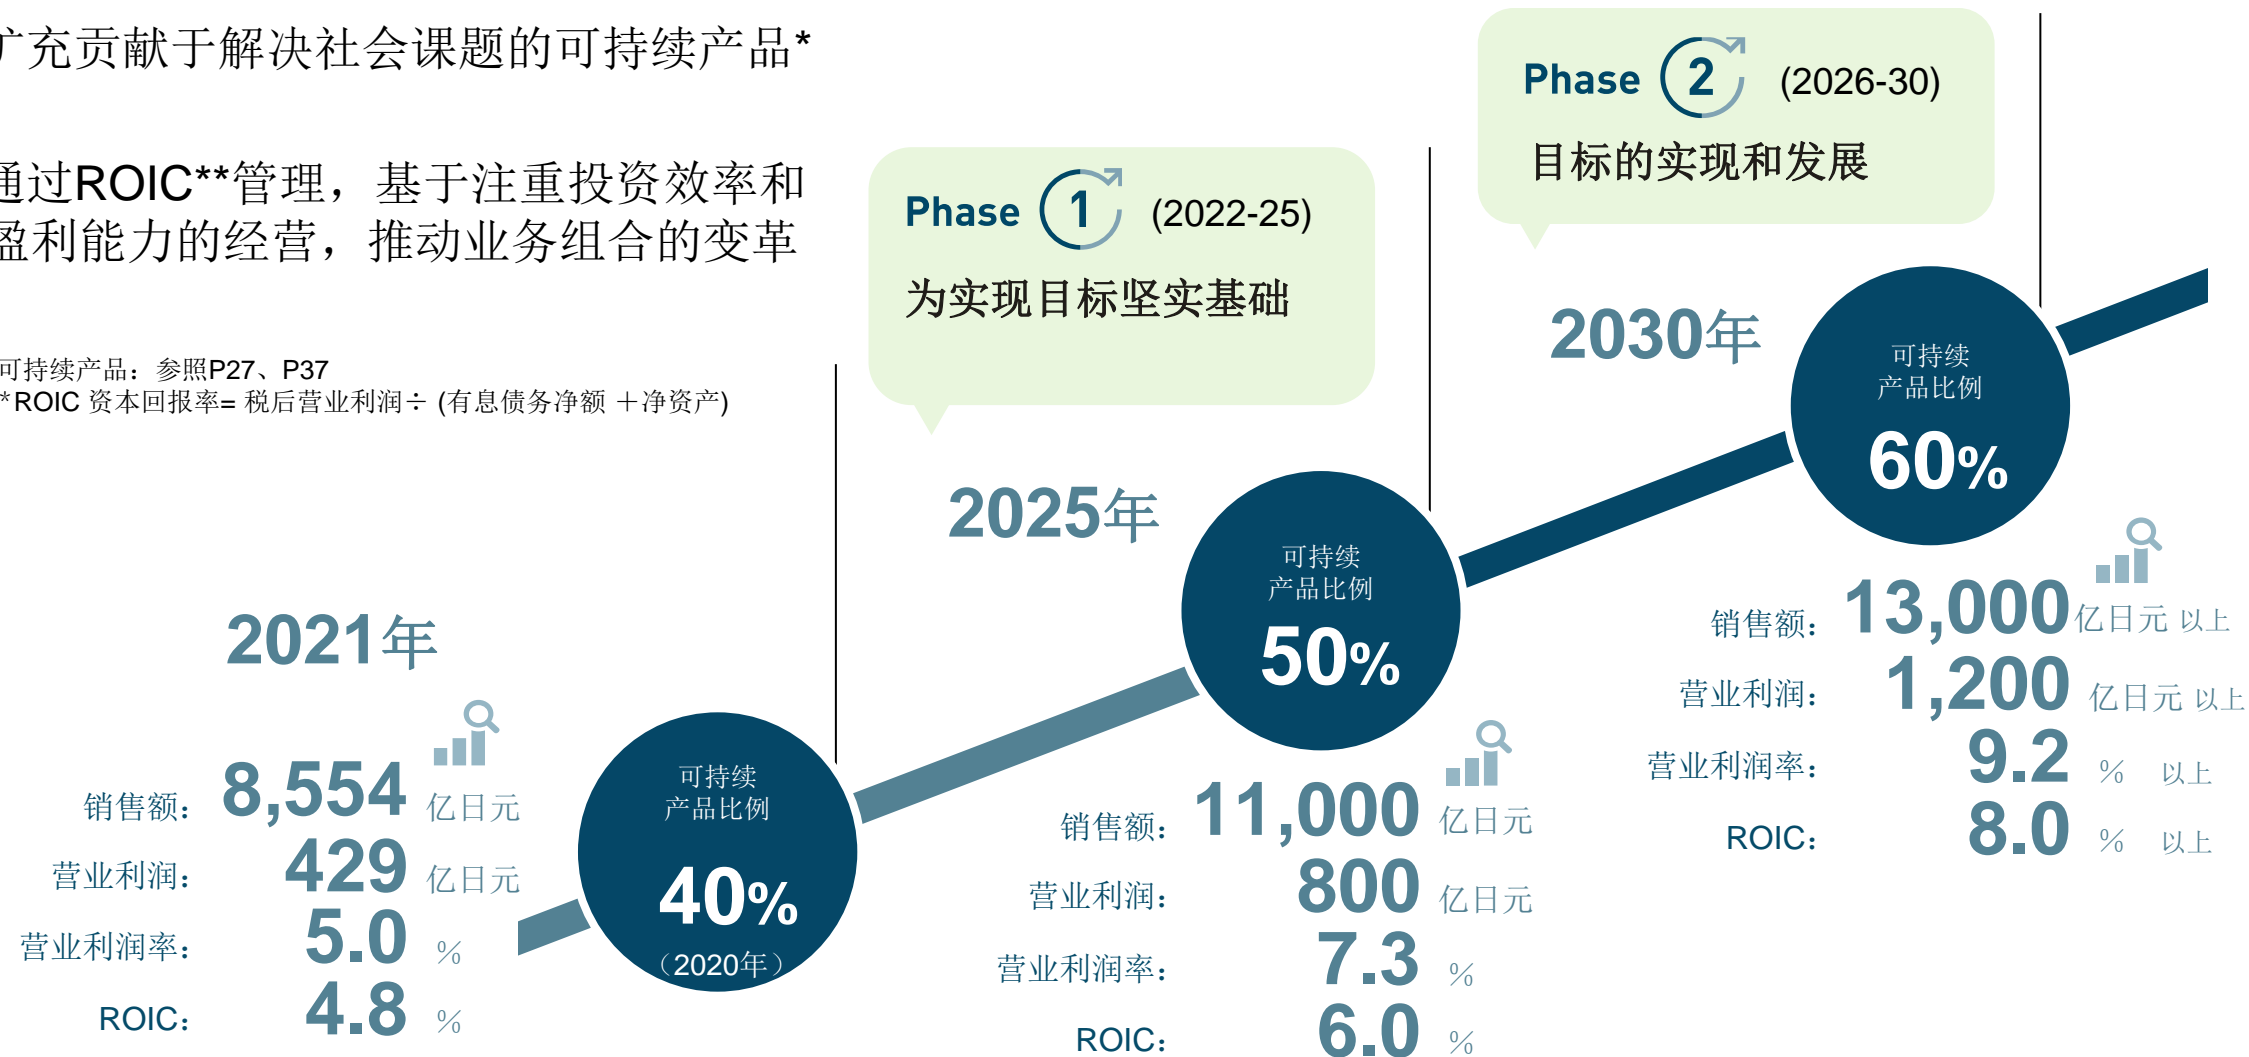 扩充贡献于解决社会课题的可持续产品*
通过ROIC**管理，基于注重投资效率和
盈利能力的经营，推动业务组合的变革
可持续产品：参照P27、P37
*ROIC 资本回报率= 税后营业利润÷ (有息债务净额 ＋净资产)
Phase 1 (2022-25)
为实现目标坚实基础
Phase 2 (2026-30)
目标的实现和发展
2021年
销售额： 8,554 亿日元
营业利润： 429 亿日元
营业利润率： 5.0 %
ROIC： 4.8 %
可持续
产品比例
40%
（2020年）
2025年
可持续
产品比例
50%
销售额： 11,000 亿日元
营业利润： 800 亿日元
营业利润率： 7.3 %
ROIC： 6.0 %
2030年
可持续
产品比例
60%
销售额： 13,000 亿日元 以上
营业利润： 1,200 亿日元 以上
营业利润率： 9.2 % 以上
ROIC： 8.0 % 以上